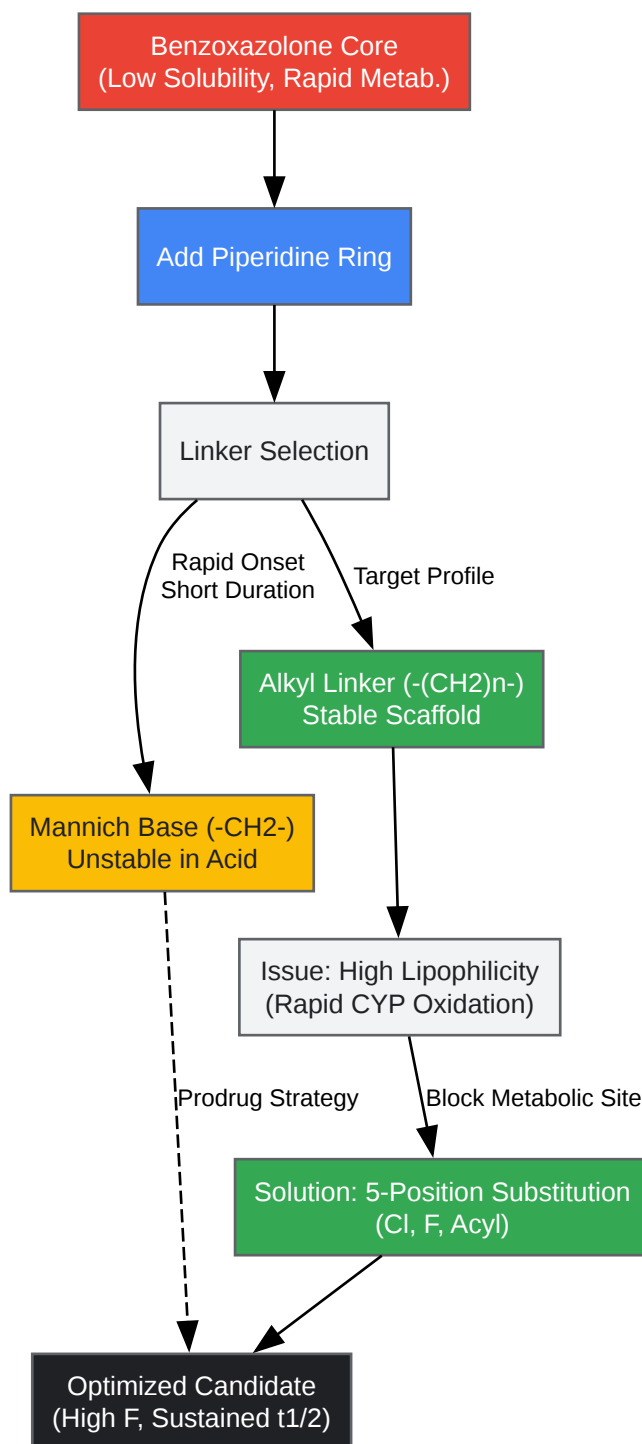 Benzoxazolone Core
(Low Solubility, Rapid Metab.)
Add Piperidine Ring
Linker Selection
Rapid Onset
Short Duration
Target Profile
Alkyl Linker (-(CH2)n-)
Stable Scaffold
Mannich Base (-CH2-)
Unstable in Acid
Issue: High Lipophilicity
(Rapid CYP Oxidation)
Prodrug Strategy
Block Metabolic Site
Solution: 5-Position Substitution
(Cl, F, Acyl)
Optimized Candidate
(High F, Sustained t1/2)